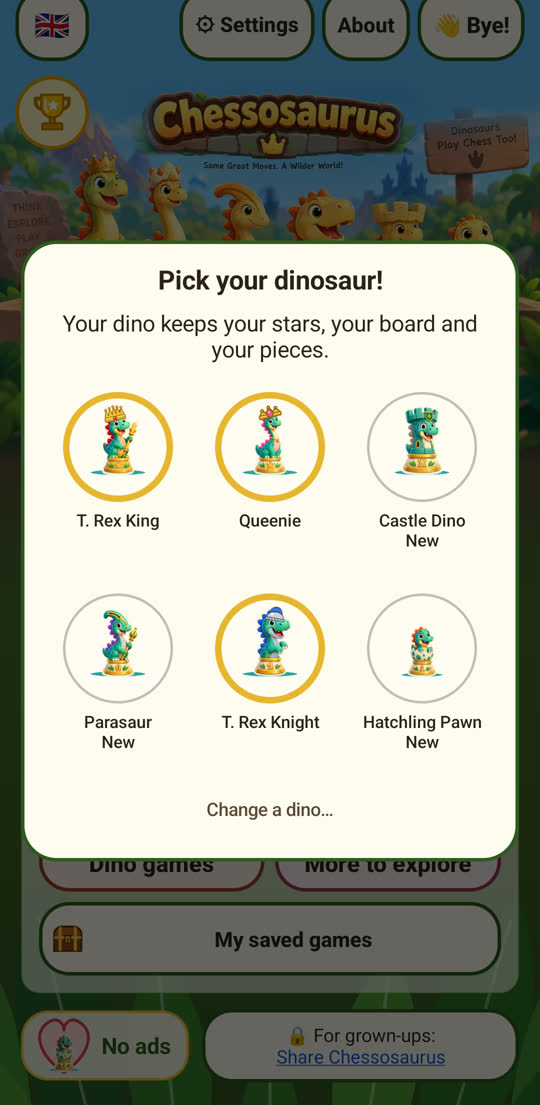 ⚙ Settings
About
👋 Bye!
Chessosaurus
Same Great Moves. A Wilder World!
Dinosaurs
Play Chess Too!
THINK
EXPLORE
PLAY
Pick your dinosaur!
Your dino keeps your stars, your board and
your pieces.
T. Rex King
Queenie
Castle Dino
New
Parasaur
New
T. Rex Knight
Hatchling Pawn
New
Change a dino...
Dino games
More to explore
My saved games
No ads
🔒 For grown-ups:
Share Chessosaurus